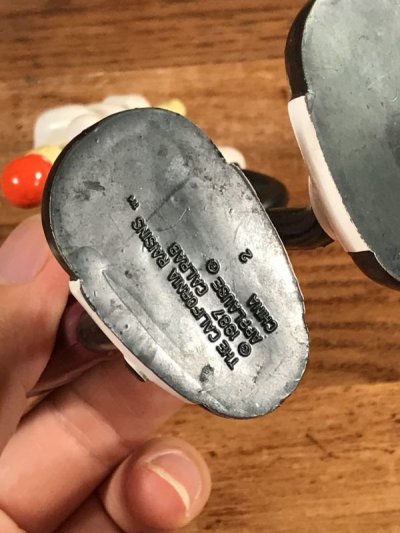 THE CALIFORNIA RAISINS ™
© 1987 CALRAB
APPLAUSE ©
CHINA
2